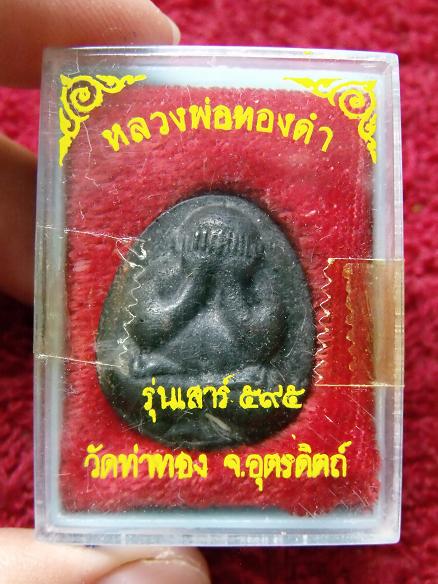 หลวงพ่อทองดำ
รุ่นเสาร์ ๕๙๕
วัดท่าทอง จ.อุตรดิตถ์